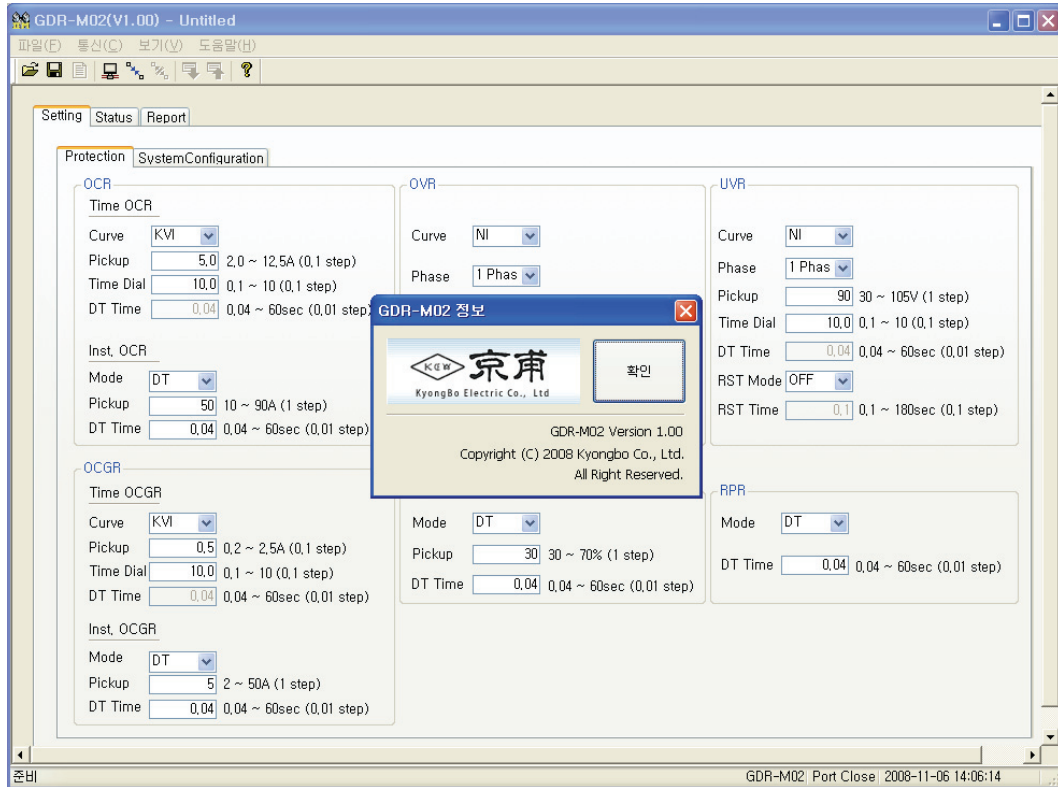 GDR-M02(V1.00) - Untitled
파일(F) 통신(C) 보기(V) 도움말(H)
Setting Status Report
Protection SystemConfiguration
OCR
Time OCR
Curve KVI
Pickup 5.0 2.0 ~ 12.5A (0.1 step)
Time Dial 10.0 0.1 ~ 10 (0.1 step)
DT Time 0.04 0.04 ~ 60sec (0.01 step)
Inst. OCR
Mode DT
Pickup 50 10 ~ 90A (1 step)
DT Time 0.04 0.04 ~ 60sec (0.01 step)
OVR
Curve NI
Phase 1 Phas
UVR
Curve NI
Phase 1 Phas
Pickup 90 30 ~ 105V (1 step)
Time Dial 10.0 0.1 ~ 10 (0.1 step)
DT Time 0.04 0.04 ~ 60sec (0.01 step)
RST Mode OFF
RST Time 0.1 0.1 ~ 180sec (0.1 step)
GDR-M02 정보
KEW 京甫
KyongBo Electric Co., Ltd
확인
GDR-M02 Version 1.00
Copyright (C) 2008 Kyongbo Co., Ltd.
All Right Reserved.
OCGR
Time OCGR
Curve KVI
Pickup 0.5 0.2 ~ 2.5A (0.1 step)
Time Dial 10.0 0.1 ~ 10 (0.1 step)
DT Time 0.04 0.04 ~ 60sec (0.01 step)
Inst. OCGR
Mode DT
Pickup 5 2 ~ 50A (1 step)
DT Time 0.04 0.04 ~ 60sec (0.01 step)
Mode DT
Pickup 30 30 ~ 70% (1 step)
DT Time 0.04 0.04 ~ 60sec (0.01 step)
RPR
Mode DT
DT Time 0.04 0.04 ~ 60sec (0.01 step)
준비 GDR-M02 Port Close 2008-11-06 14:06:14